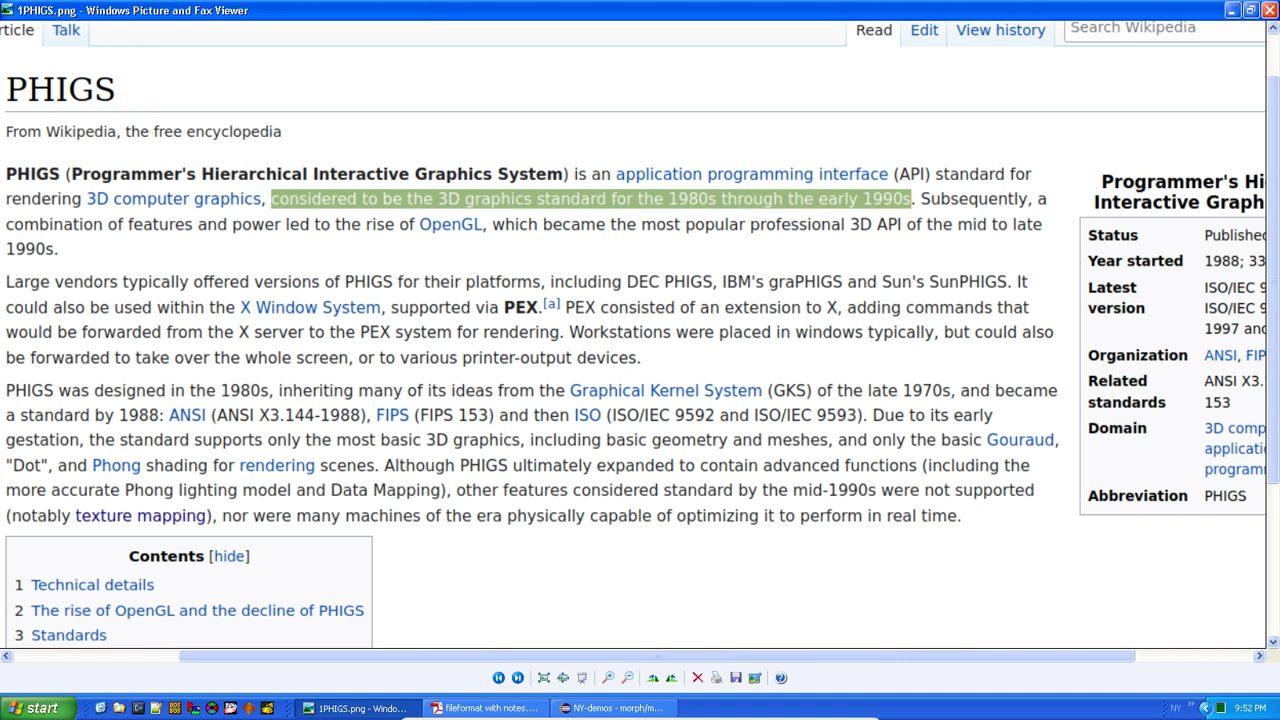 1PHIGS.png - Windows Picture and Fax Viewer
rticle Talk Read Edit View history Search Wikipedia
PHIGS
From Wikipedia, the free encyclopedia
PHIGS (Programmer's Hierarchical Interactive Graphics System) is an application programming interface (API) standard for
rendering 3D computer graphics, considered to be the 3D graphics standard for the 1980s through the early 1990s. Subsequently, a
combination of features and power led to the rise of OpenGL, which became the most popular professional 3D API of the mid to late
1990s.
Large vendors typically offered versions of PHIGS for their platforms, including DEC PHIGS, IBM's graPHIGS and Sun's SunPHIGS. It
could also be used within the X Window System, supported via PEX.[a] PEX consisted of an extension to X, adding commands that
would be forwarded from the X server to the PEX system for rendering. Workstations were placed in windows typically, but could also
be forwarded to take over the whole screen, or to various printer-output devices.
PHIGS was designed in the 1980s, inheriting many of its ideas from the Graphical Kernel System (GKS) of the late 1970s, and became
a standard by 1988: ANSI (ANSI X3.144-1988), FIPS (FIPS 153) and then ISO (ISO/IEC 9592 and ISO/IEC 9593). Due to its early
gestation, the standard supports only the most basic 3D graphics, including basic geometry and meshes, and only the basic Gouraud,
"Dot", and Phong shading for rendering scenes. Although PHIGS ultimately expanded to contain advanced functions (including the
more accurate Phong lighting model and Data Mapping), other features considered standard by the mid-1990s were not supported
(notably texture mapping), nor were many machines of the era physically capable of optimizing it to perform in real time.
Programmer's Hi
Interactive Graph
Status Published
Year started 1988; 33
Latest ISO/IEC 9
version ISO/IEC 9
1997 and
Organization ANSI, FIP
Related ANSI X3.
standards 153
Domain 3D comp
applicati
programm
Abbreviation PHIGS
Contents [hide]
1 Technical details
2 The rise of OpenGL and the decline of PHIGS
3 Standards
start 1PHIGS.png - Windo... fileformat with notes.... NY-demos - morph/m... NY 9:52 PM